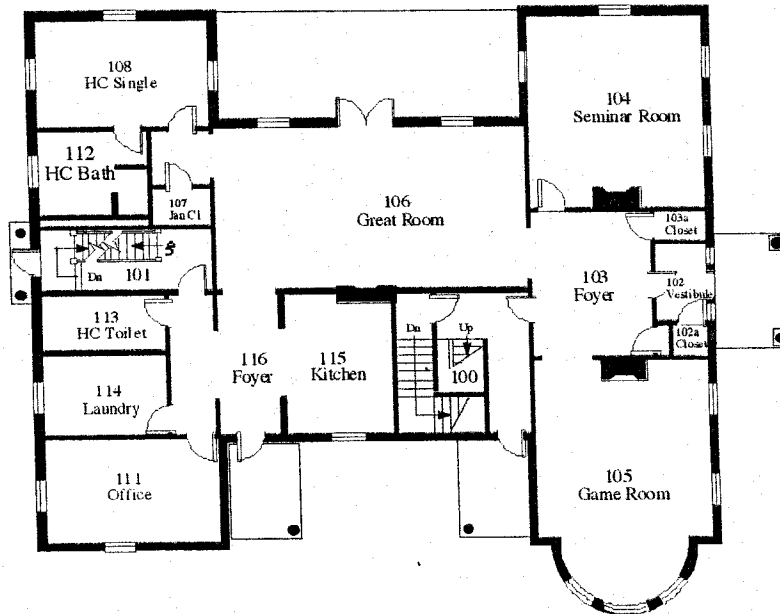 108
HC Single
104
Seminar Room
112
HC Bath
107
Jan Cl
106
Great Room
103a
Closet
101
Dn
103
Foyer
102
Vestibule
102a
Closet
113
HC Toilet
116
Foyer
115
Kitchen
Dn
Up
100
114
Laundry
111
Office
105
Game Room